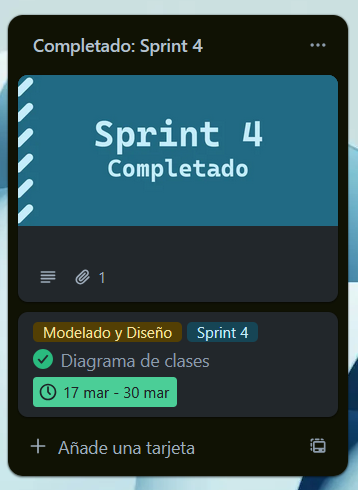 Completado: Sprint 4
Sprint 4
Completado
1
Modelado y Diseño Sprint 4
Diagrama de clases
17 mar - 30 mar
Añade una tarjeta